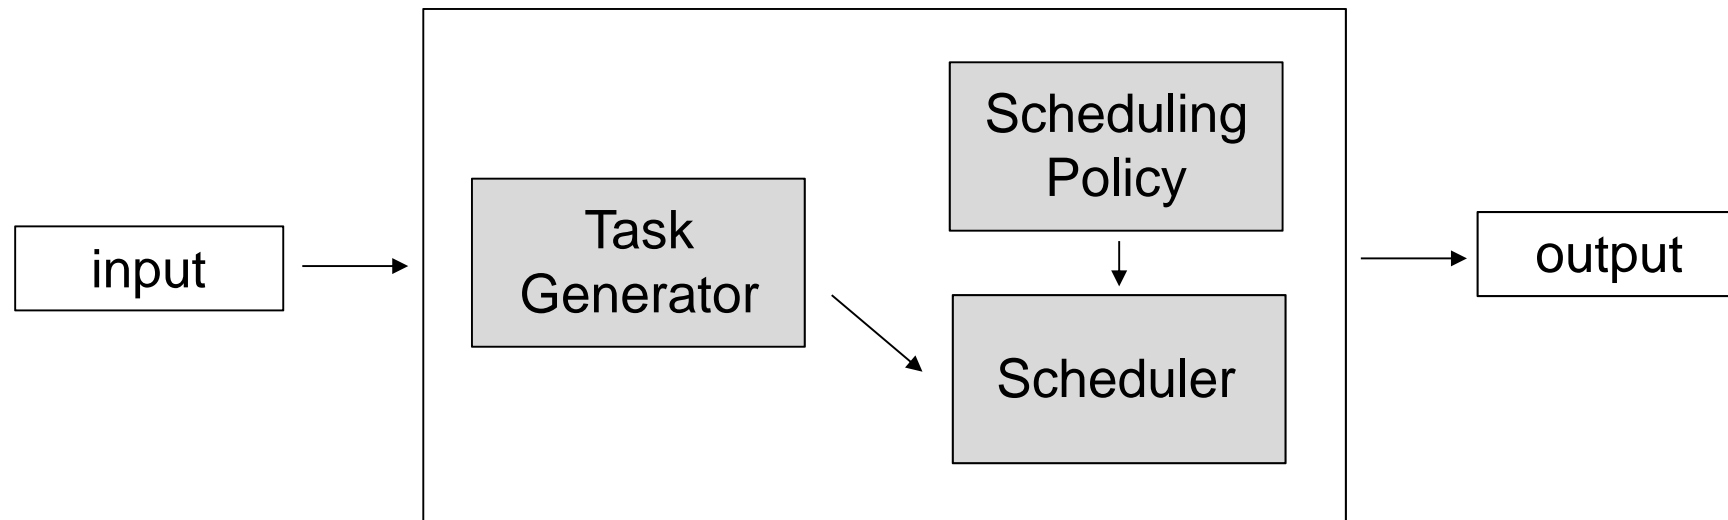 input
Task
Generator
Scheduling
Policy
Scheduler
output